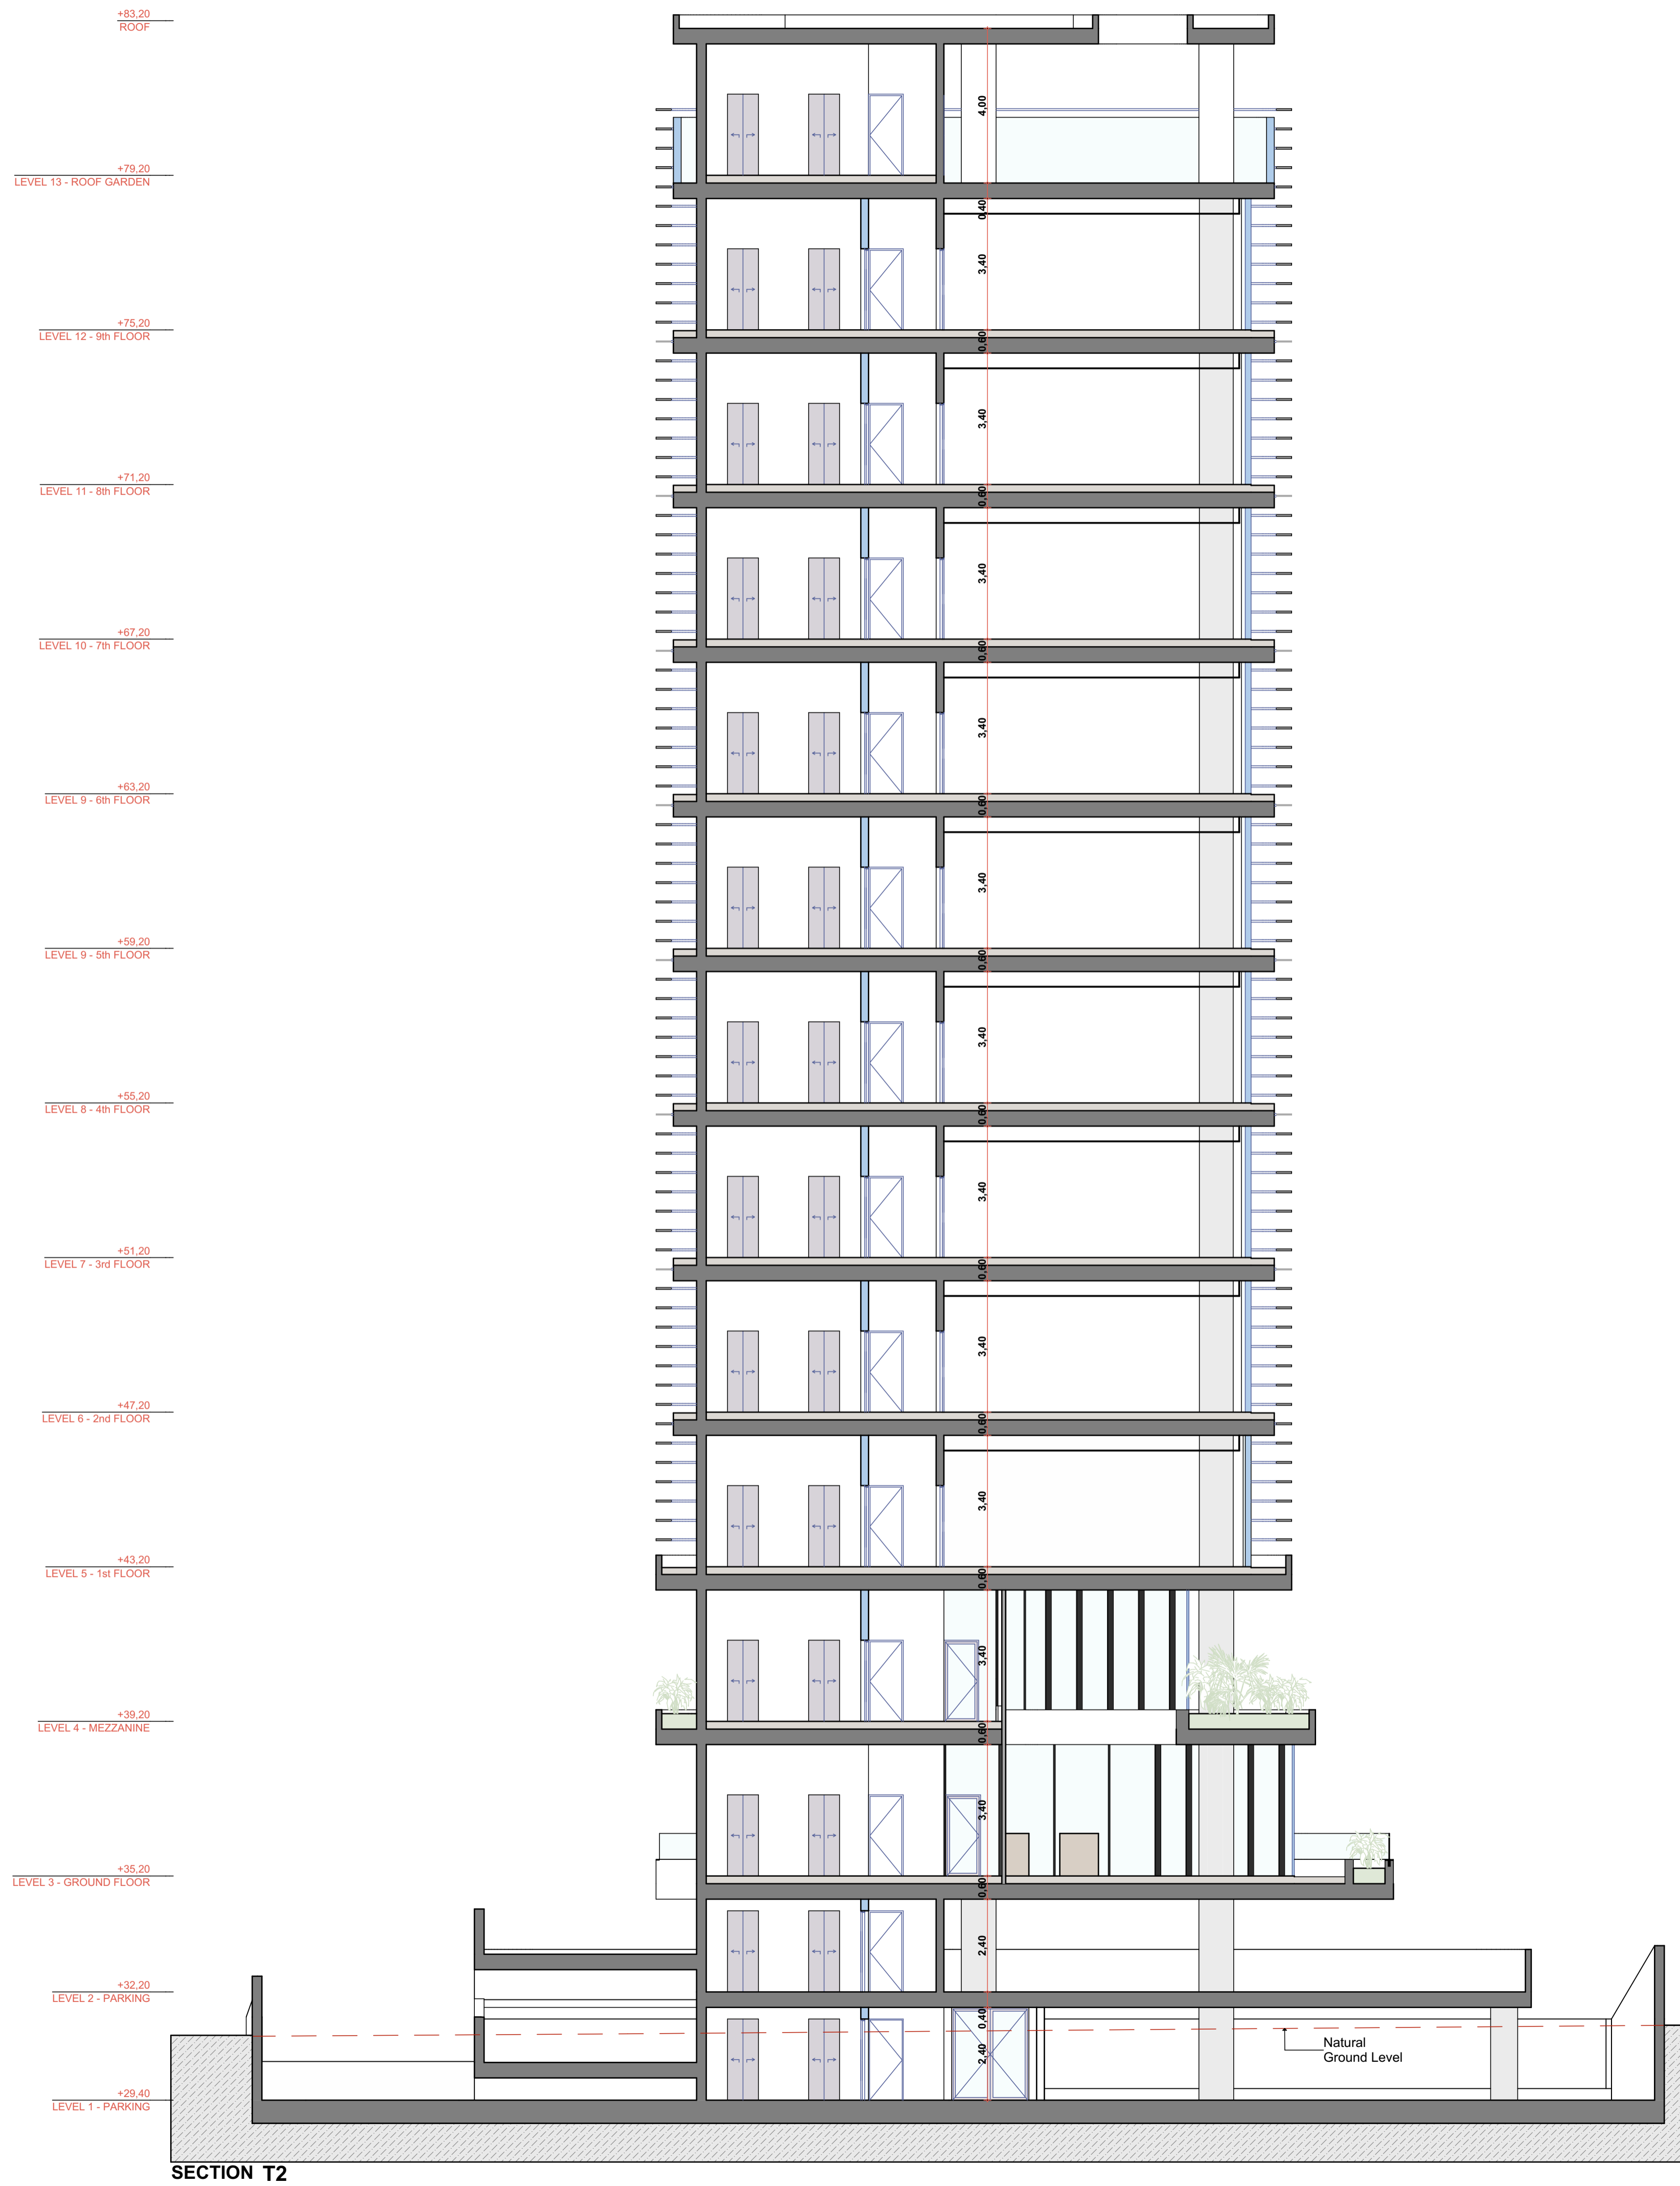 +83,20
ROOF
4,00
+79,20
LEVEL 13 - ROOF GARDEN
0,40
3,40
+75,20
LEVEL 12 - 9th FLOOR
0,60
3,40
+71,20
LEVEL 11 - 8th FLOOR
0,60
3,40
+67,20
LEVEL 10 - 7th FLOOR
0,60
3,40
+63,20
LEVEL 9 - 6th FLOOR
0,60
3,40
+59,20
LEVEL 9 - 5th FLOOR
0,60
3,40
+55,20
LEVEL 8 - 4th FLOOR
0,60
3,40
+51,20
LEVEL 7 - 3rd FLOOR
0,60
3,40
+47,20
LEVEL 6 - 2nd FLOOR
0,60
3,40
+43,20
LEVEL 5 - 1st FLOOR
0,60
3,40
+39,20
LEVEL 4 - MEZZANINE
0,60
3,40
+35,20
LEVEL 3 - GROUND FLOOR
0,60
2,40
+32,20
LEVEL 2 - PARKING
0,40
Natural
Ground Level
2,40
+29,40
LEVEL 1 - PARKING
SECTION T2